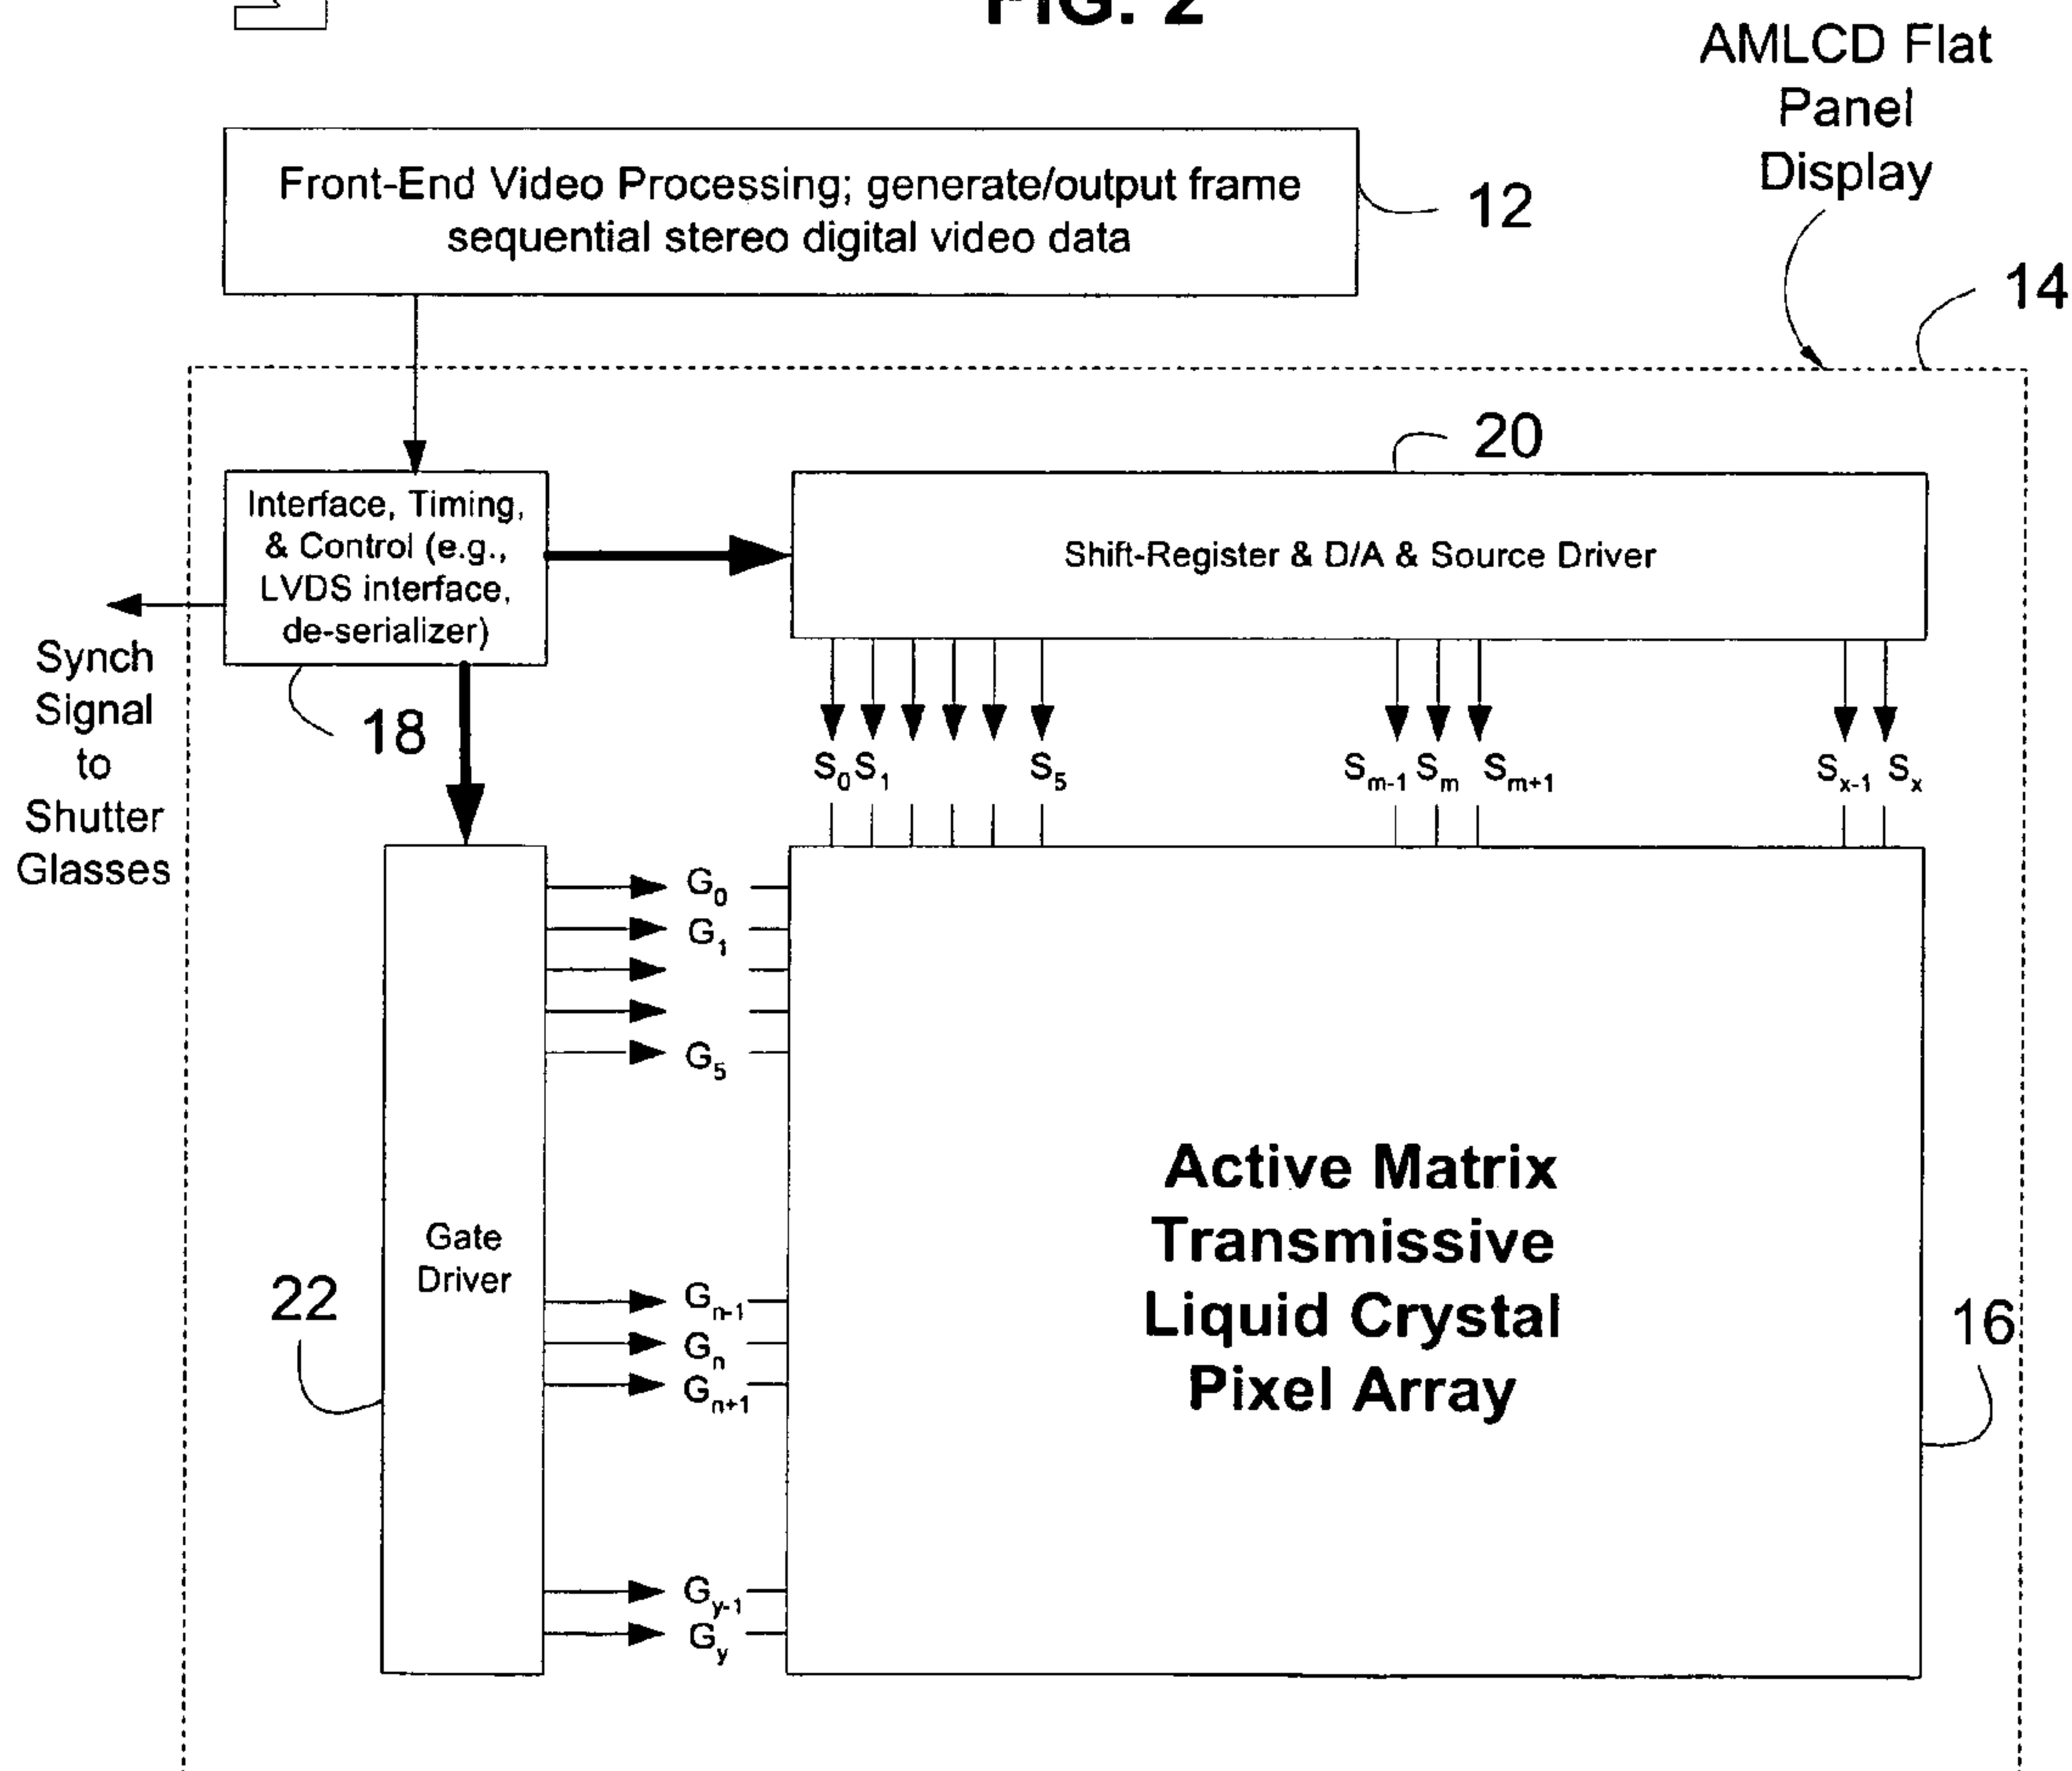 FIG. 2
AMLCD Flat
Panel
Display
Front-End Video Processing; generate/output frame
sequential stereo digital video data
12
14
20
Interface, Timing,
& Control (e.g.,
LVDS interface,
de-serializer)
Shift-Register & D/A & Source Driver
Synch
Signal
to
Shutter
Glasses
18
S0 S1 S5 Sm-1 Sm Sm+1 Sx-1 Sx
G0
G1
G5
Gate
Driver
22
Gn-1
Gn
Gn+1
Gy-1
Gy
Active Matrix
Transmissive
Liquid Crystal
Pixel Array
16